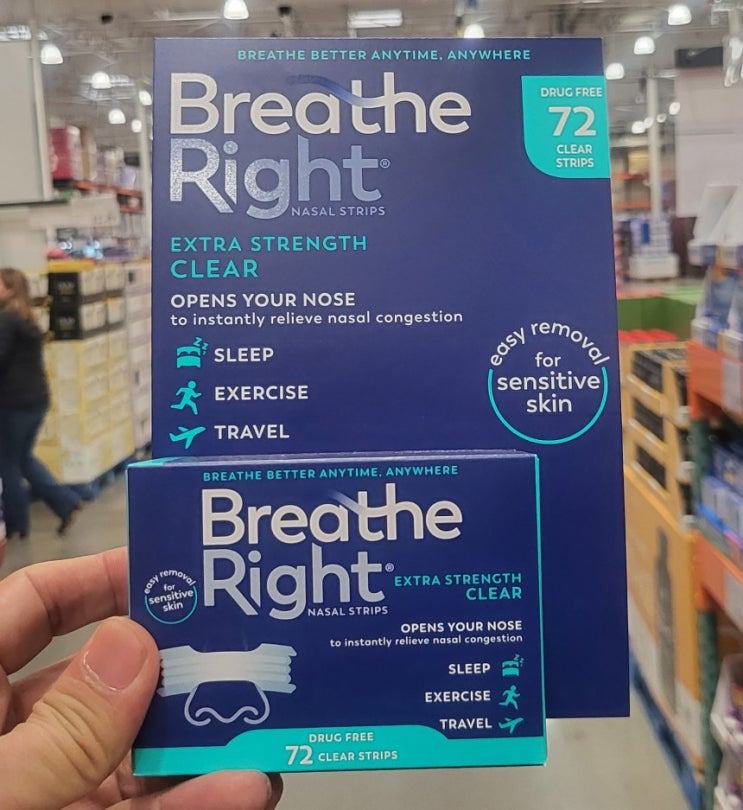 BREATHE BETTER ANYTIME, ANYWHERE
Breathe
Right®
NASAL STRIPS
DRUG FREE
72
CLEAR
STRIPS
EXTRA STRENGTH
CLEAR
OPENS YOUR NOSE
to instantly relieve nasal congestion
SLEEP
EXERCISE
TRAVEL
easy removal
for
sensitive
skin
BREATHE BETTER ANYTIME, ANYWHERE
Breathe
Right®
NASAL STRIPS
EXTRA STRENGTH
CLEAR
easy removal
for
sensitive
skin
OPENS YOUR NOSE
to instantly relieve nasal congestion
SLEEP
EXERCISE
TRAVEL
DRUG FREE
72 CLEAR STRIPS